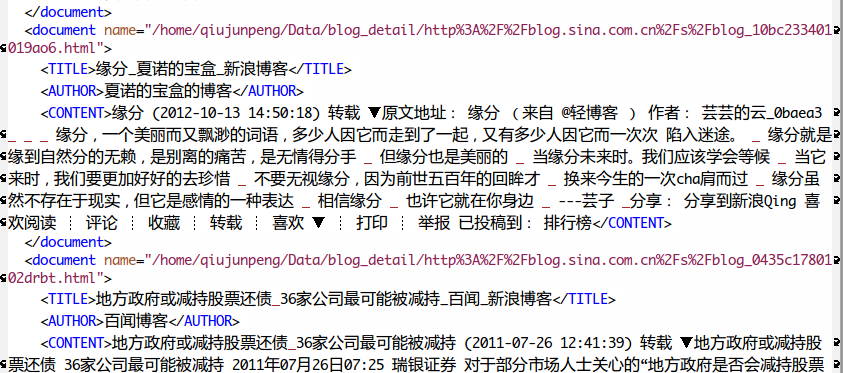 </document>
<document name="/home/qiujunpeng/Data/blog_detail/http%3A%2F%2Fblog.sina.com.cn%2Fs%2Fblog_10bc233401
019ao6.html">
<TITLE>缘分_夏诺的宝盒_新浪博客</TITLE>
<AUTHOR>夏诺的宝盒的博客</AUTHOR>
<CONTENT>缘分 (2012-10-13 14:50:18) 转载 ▼原文地址: 缘分 (来自 @轻博客 ) 作者: 芸芸的云_0baea3
_ _ _ 缘分,一个美丽而又飘渺的词语,多少人因它而走到了一起,又有多少人因它而一次次 陷入迷途。 _ 缘分就是
缘到自然分的无赖,是别离的痛苦,是无情得分手 _ 但缘分也是美丽的 _ 当缘分未来时。我们应该学会等候 _ 当它
来时,我们要更加好好的去珍惜 _ 不要无视缘分,因为前世五百年的回眸才 _ 换来今生的一次cha肩而过 _ 缘分虽
然不存在于现实,但它是感情的一种表达 _ 相信缘分 _ 也许它就在你身边 _ ---芸子 _分享: 分享到新浪Qing 喜
欢阅读 ┊ 评论 ┊ 收藏 ┊ 转载 ┊ 喜欢 ▼ ┊ 打印 ┊ 举报 已投稿到: 排行榜</CONTENT>
</document>
<document name="/home/qiujunpeng/Data/blog_detail/http%3A%2F%2Fblog.sina.com.cn%2Fs%2Fblog_0435c17801
02drbt.html">
<TITLE>地方政府或减持股票还债_36家公司最可能被减持_百闻_新浪博客</TITLE>
<AUTHOR>百闻博客</AUTHOR>
<CONTENT>地方政府或减持股票还债_36家公司最可能被减持 (2011-07-26 12:41:39) 转载 ▼地方政府或减持股
票还债 36家公司最可能被减持 2011年07月26日07:25 瑞银证券 对于部分市场人士关心的“地方政府是否会减持股票